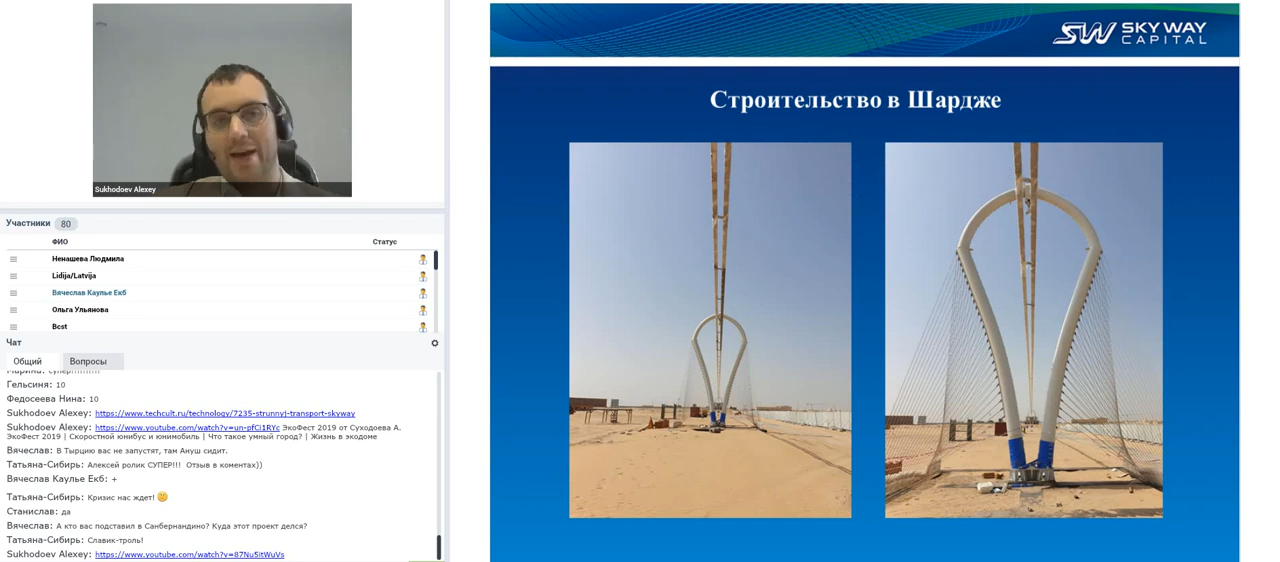 Sukhodoev Alexey
Участники 80
ФИО Статус
Ненашева Людмила
Lidija/Latvija
Вячеслав Каулье Екб
Ольга Ульянова
Bcst
Чат
Общий Вопросы
Гельсиня: 10
Федосеева Нина: 10
Sukhodoev Alexey: https://www.techcult.ru/technology/7235-strunnyj-transport-skyway
Sukhodoev Alexey: https://www.youtube.com/watch?v=un-pfCi1RYc ЭкоФест 2019 от Суходоева А.
ЭкоФест 2019 | Скоростной юнибус и юнимобиль | Что такое умный город? | Жизнь в экодоме
Вячеслав: В Тырцию вас не запустят, там Ануш сидит.
Татьяна-Сибирь: Алексей ролик СУПЕР!!! Отзыв в коментах))
Вячеслав Каулье Екб: +
Татьяна-Сибирь: Кризис нас ждет!
Станислав: да
Вячеслав: А кто вас подставил в Санбернандино? Куда этот проект делся?
Татьяна-Сибирь: Славик-троль!
Sukhodoev Alexey: https://www.youtube.com/watch?v=87Nu5itWuVs
SW SKY WAY
CAPITAL
Строительство в Шардже